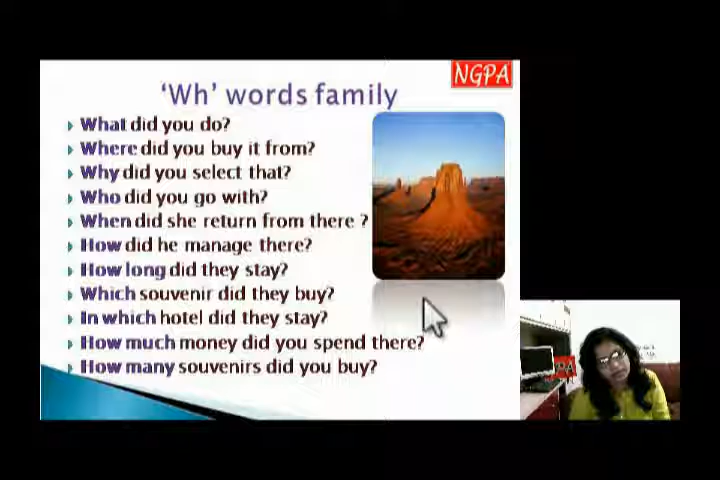 NGPA
'Wh' words family
What did you do?
Where did you buy it from?
Why did you select that?
Who did you go with?
When did she return from there ?
How did he manage there?
How long did they stay?
Which souvenir did they buy?
In which hotel did they stay?
How much money did you spend there?
How many souvenirs did you buy?